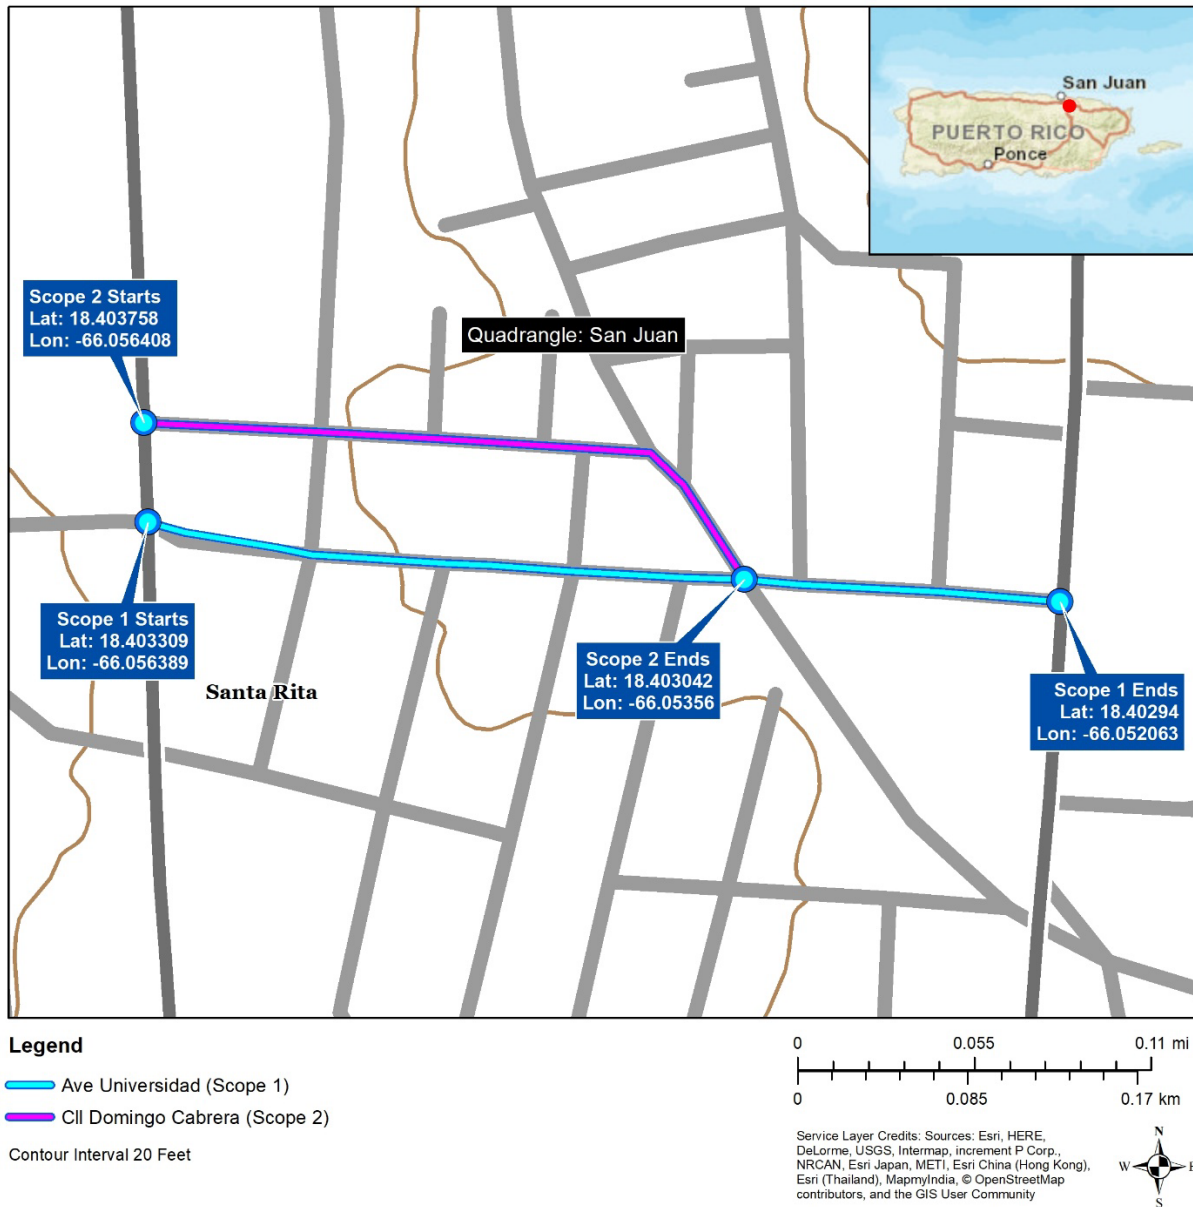 San Juan
PUERTO RICO
Ponce
Scope 2 Starts
Lat: 18.403758
Lon: -66.056408
Quadrangle: San Juan
Scope 1 Starts
Lat: 18.403309
Lon: -66.056389
Santa Rita
Scope 2 Ends
Lat: 18.403042
Lon: -66.05356
Scope 1 Ends
Lat: 18.40294
Lon: -66.052063
Legend
Ave Universidad (Scope 1)
Cll Domingo Cabrera (Scope 2)
Contour Interval 20 Feet
0 0.055 0.11 mi
0 0.085 0.17 km
Service Layer Credits: Sources: Esri, HERE,
DeLorme, USGS, Intermap, increment P Corp.,
NRCAN, Esri Japan, METI, Esri China (Hong Kong),
Esri (Thailand), MapmyIndia, © OpenStreetMap
contributors, and the GIS User Community
N
W E
S